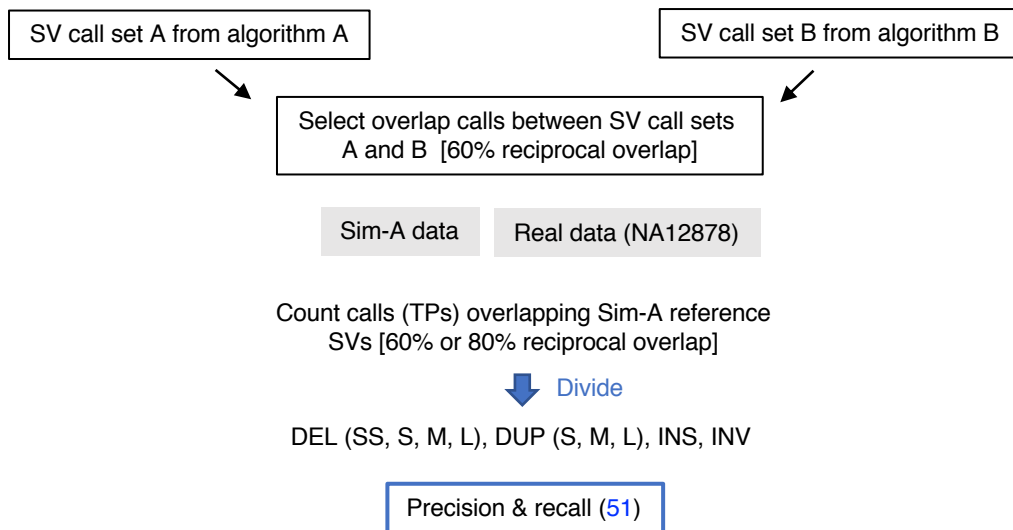 SV call set A from algorithm A
SV call set B from algorithm B
Select overlap calls between SV call sets
A and B [60% reciprocal overlap]
Sim-A data
Real data (NA12878)
Count calls (TPs) overlapping Sim-A reference
SVs [60% or 80% reciprocal overlap]
Divide
DEL (SS, S, M, L), DUP (S, M, L), INS, INV
Precision & recall (51)